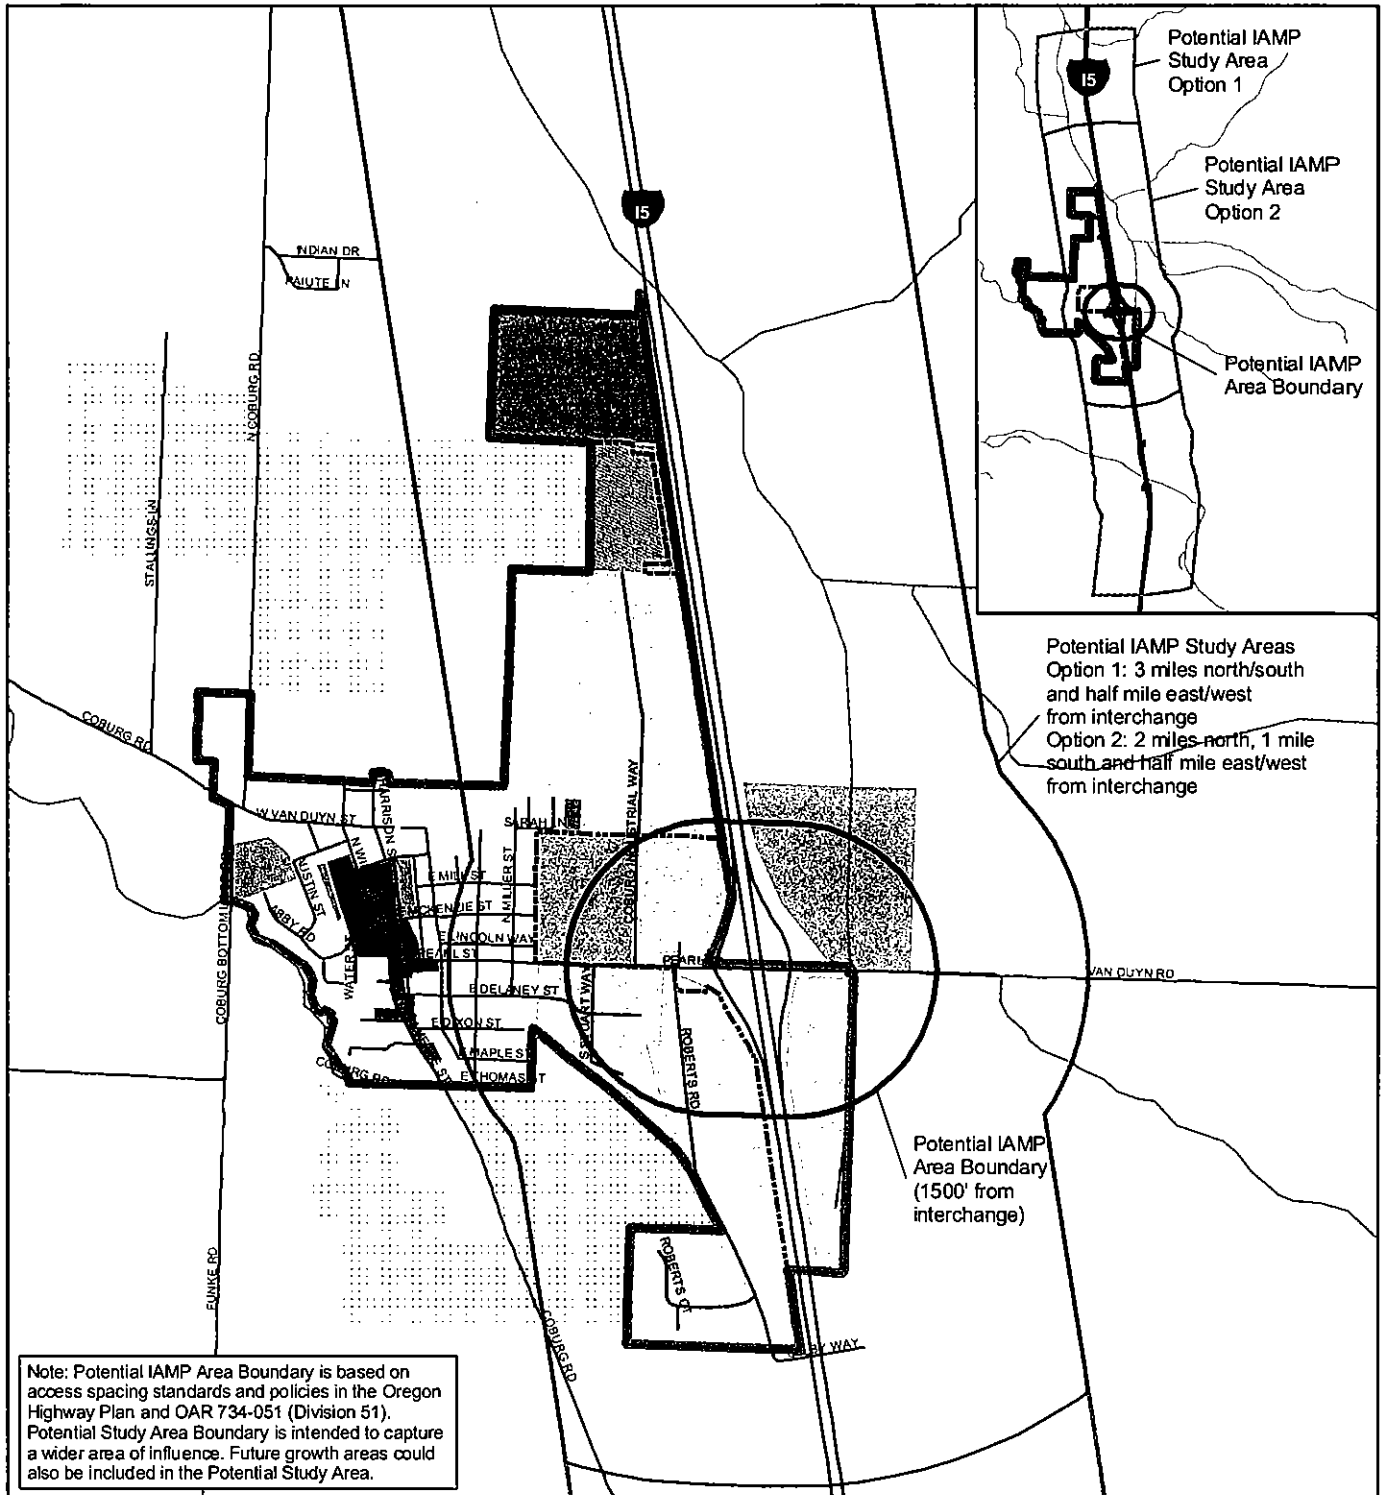 Potential IAMP
Study Area
Option 1
I5
Potential IAMP
Study Area
Option 2
Potential IAMP
Area Boundary
I5
INDIAN DR
PAIUTE LN
N COBURG RD
STALLINGS LN
Potential IAMP Study Areas
Option 1: 3 miles north/south
and half mile east/west
from interchange
Option 2: 2 miles north, 1 mile
south and half mile east/west
from interchange
COBURG RD
W VAN DUYN ST
HARRISON S
N WIL
SARAH LN
COBURG INDUSTRIAL WAY
N MILLER ST
E MILL ST
AUSTIN ST
E MCKENZIE ST
ABBY RD
E LINCOLN WAY
PEARL ST
PEARL
VAN DUYN RD
WATER
COBURG BOTTOM
E DELANEY ST
S STUART WAY
E DIXON ST
ROBERTS RD
E MAPLE ST
COBURG RD
E THOMAS ST
Potential IAMP
Area Boundary
(1500' from
interchange)
ROBERTS CT
FUNKE RD
COBURG RD
BY WAY
Note: Potential IAMP Area Boundary is based on
access spacing standards and policies in the Oregon
Highway Plan and OAR 734-051 (Division 51).
Potential Study Area Boundary is intended to capture
a wider area of influence. Future growth areas could
also be included in the Potential Study Area.